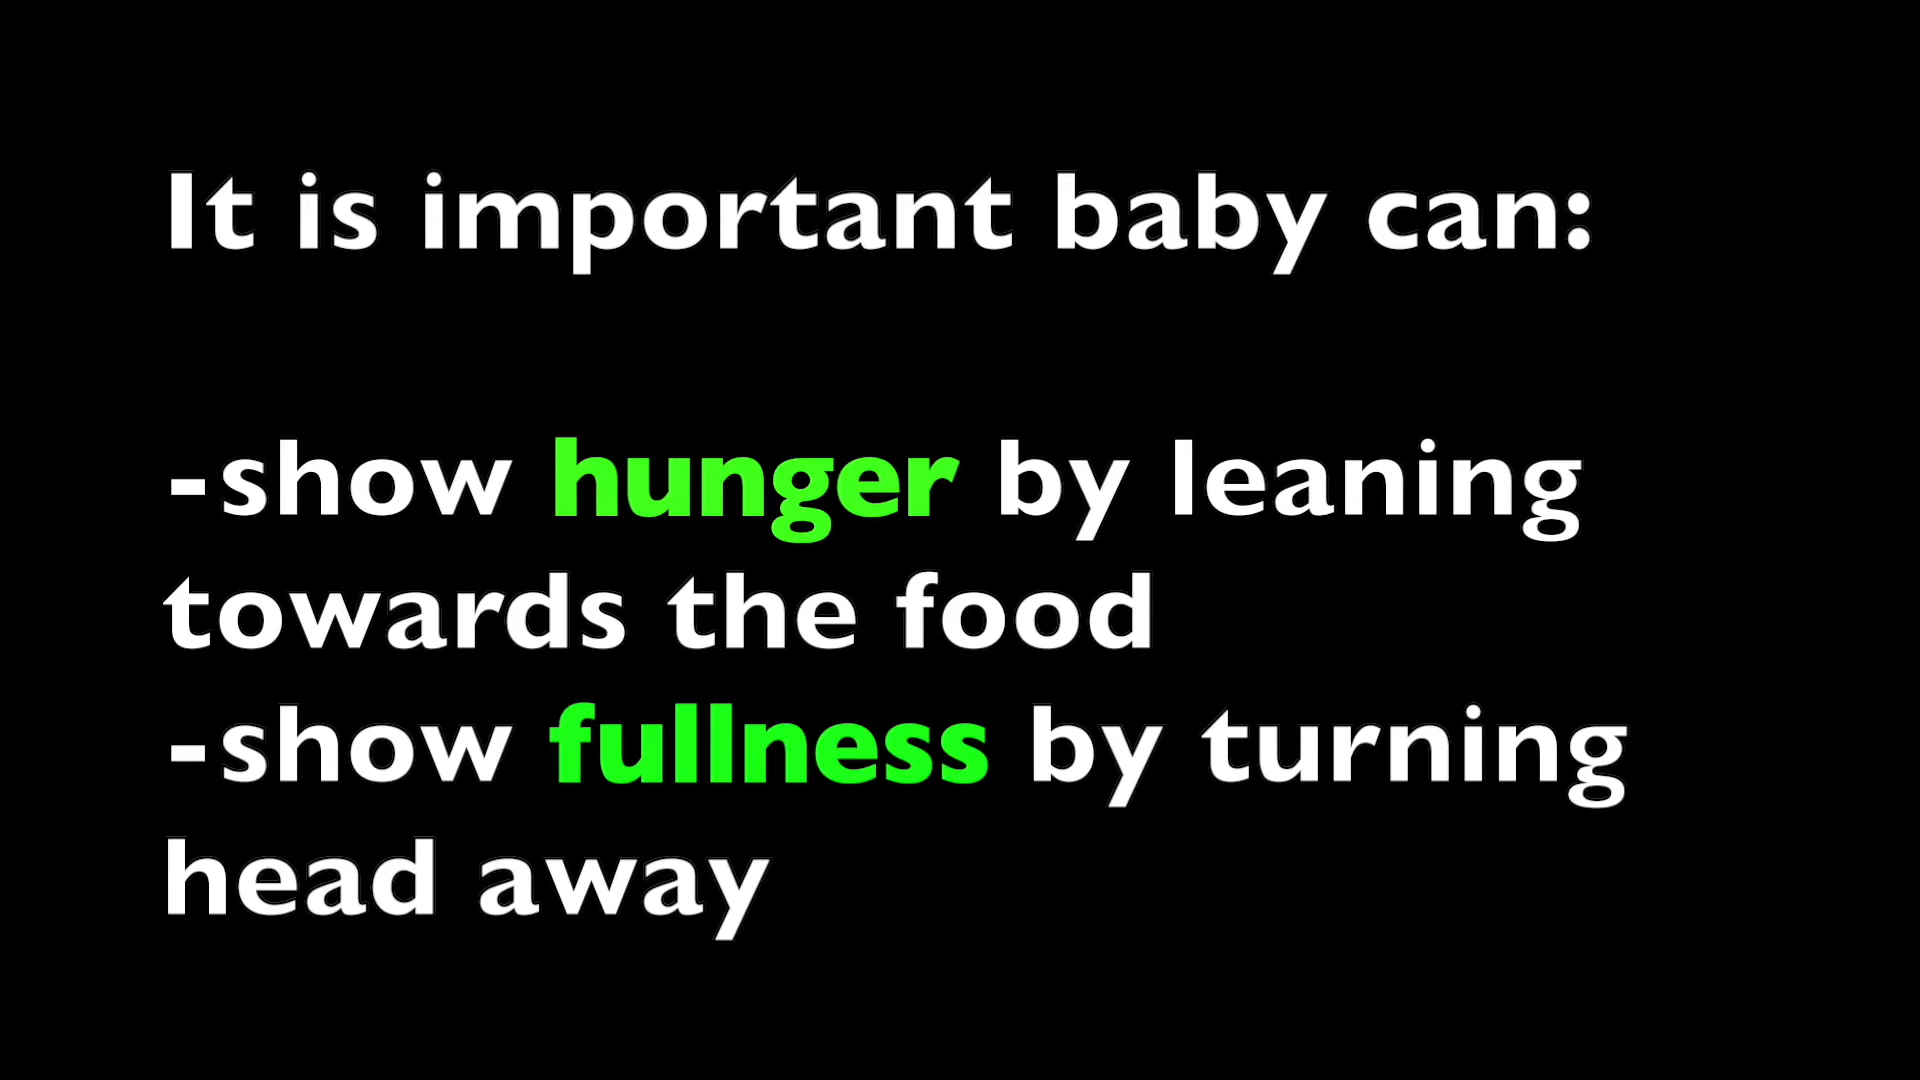 It is important baby can:
-show hunger by leaning
towards the food
-show fullness by turning
head away